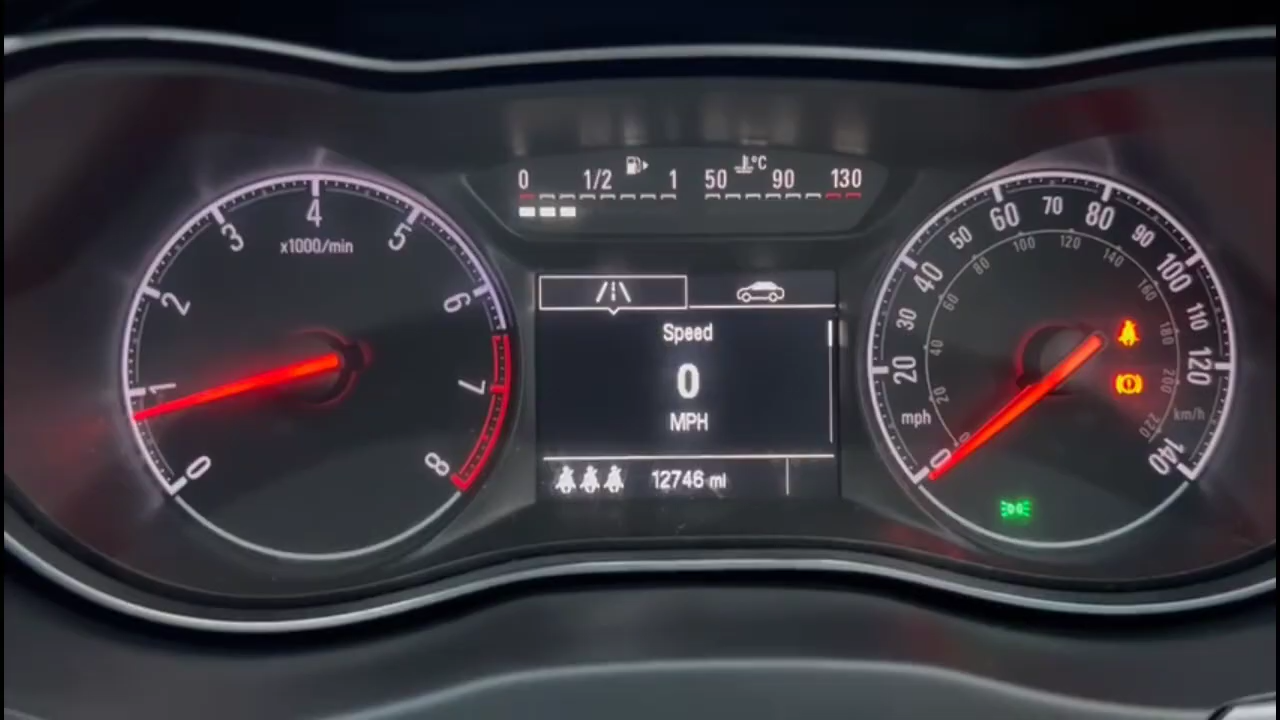 0 1/2 1 50 °C 90 130
0 1 2 3 4 5 6 7 8
x1000/min
Speed
0
MPH
12746 mi
0 20 30 40 50 60 70 80 90 100 110 120 140
mph
0 20 40 60 80 100 120 140 160 180 200 220
km/h